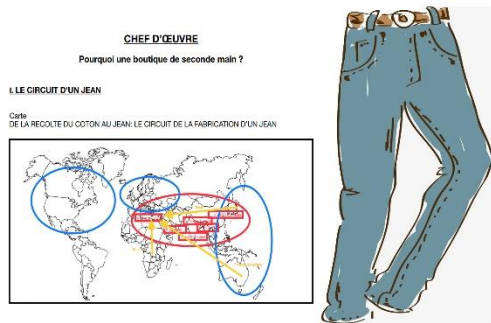 CHEF D'ŒUVRE
Pourquoi une boutique de seconde main ?
I. LE CIRCUIT D'UN JEAN
Carte
DE LA RECOLTE DU COTON AU JEAN: LE CIRCUIT DE LA FABRICATION D'UN JEAN